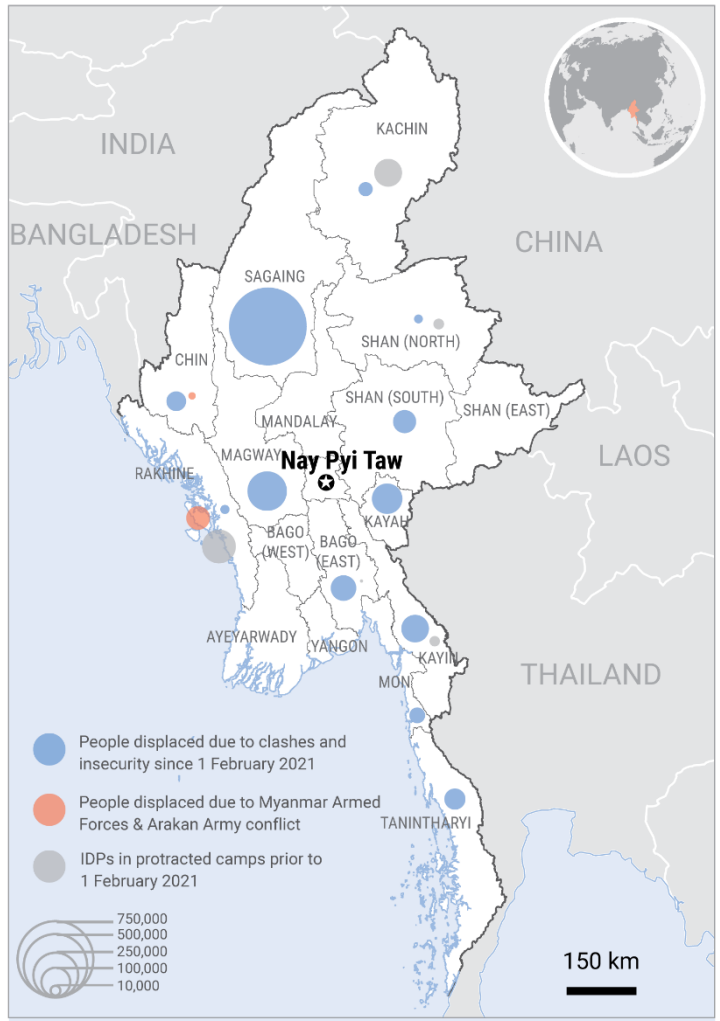 KACHIN
INDIA
BANGLADESH
CHINA
SAGAING
SHAN (NORTH)
CHIN
SHAN (SOUTH)
SHAN (EAST)
MANDALAY
LAOS
MAGWAY
Nay Pyi Taw
RAKHINE
KAYAH
BAGO
(WEST)
BAGO
(EAST)
AYEYARWADY
YANGON
KAYIN
THAILAND
MON
TANINTHARYI
People displaced due to clashes and
insecurity since 1 February 2021
People displaced due to Myanmar Armed
Forces & Arakan Army conflict
IDPs in protracted camps prior to
1 February 2021
750,000
500,000
250,000
100,000
10,000
150 km